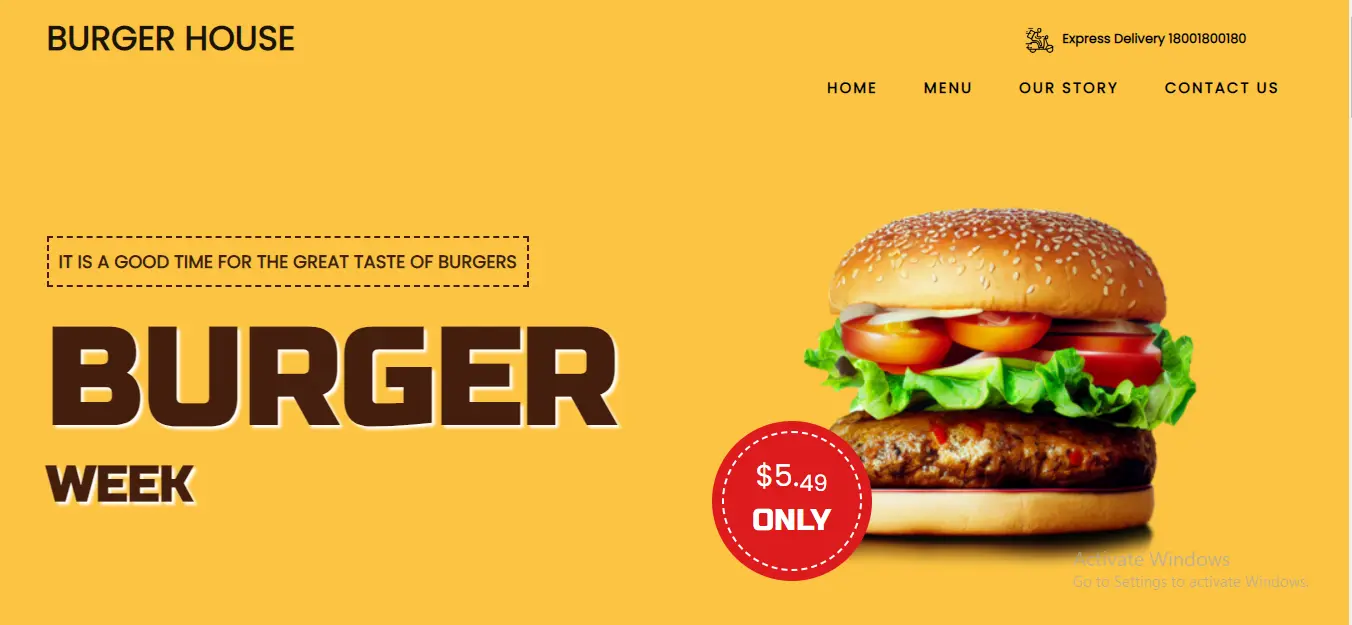 BURGER HOUSE
Express Delivery 18001800180
HOME MENU OUR STORY CONTACT US
IT IS A GOOD TIME FOR THE GREAT TASTE OF BURGERS
BURGER
WEEK
$5.49
ONLY
Activate Windows
Go to Settings to activate Windows.